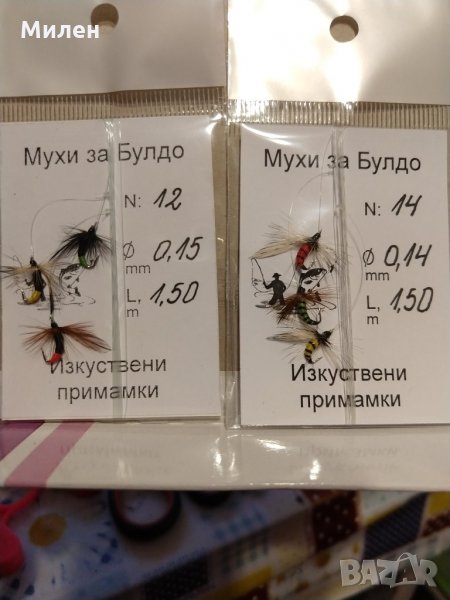 Милен
Мухи за Булдо
N: 12
Ø mm 0,15
L, m 1,50
Изкуствени
примамки
Мухи за Булдо
N: 14
Ø mm 0,14
L, m 1,50
Изкуствени
примамки
BAZAR